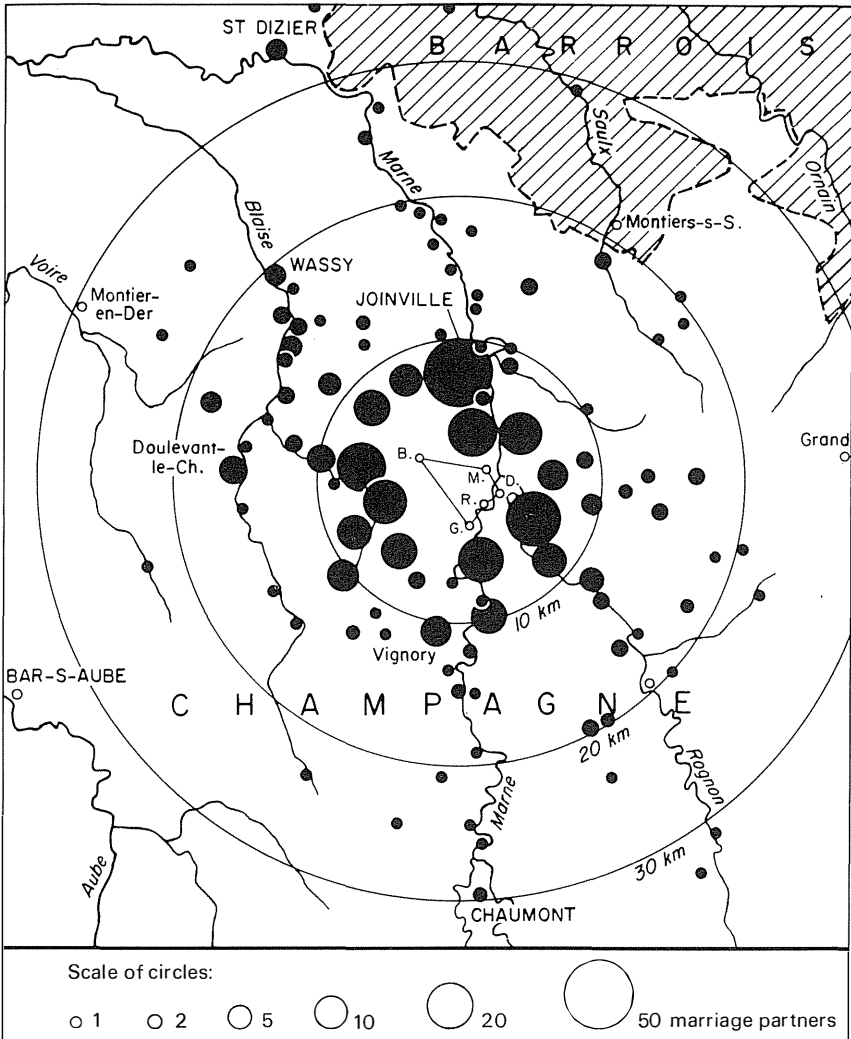 ST DIZIER
B A R R O I S
Marne
Saulx
Ornain
Blaise
Montiers-s-S.
WASSY
Voire
Montier-
en-Der
JOINVILLE
Grand
Doulevant-
le-Ch.
B.
M.
D.
R.
G.
10 km
Vignory
BAR-S-AUBE
C H A M P A G N E
20 km
Rognon
Marne
30 km
Aube
CHAUMONT
Scale of circles:
1 2 5 10 20 50 marriage partners